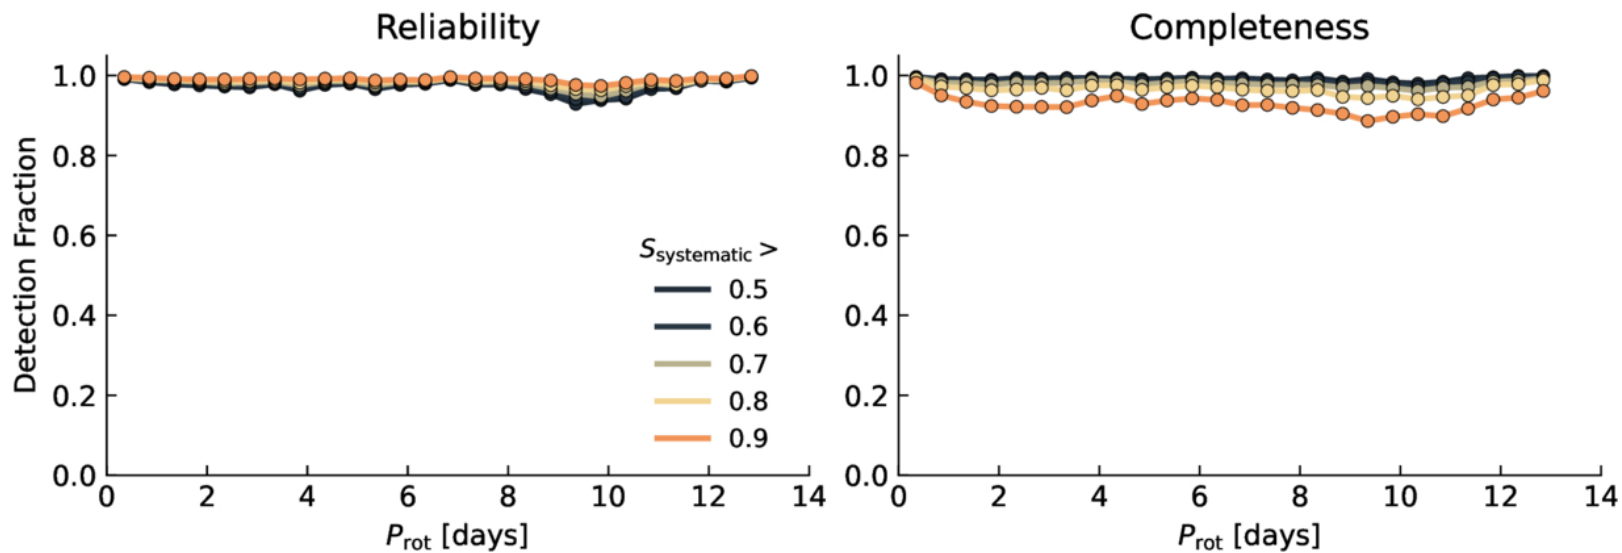 Reliability
Detection Fraction
1.0
0.8
0.6
0.4
0.2
0.0
0 2 4 6 8 10 12 14
P_rot [days]
S_systematic >
0.5
0.6
0.7
0.8
0.9
Completeness
1.0
0.8
0.6
0.4
0.2
0.0
0 2 4 6 8 10 12 14
P_rot [days]